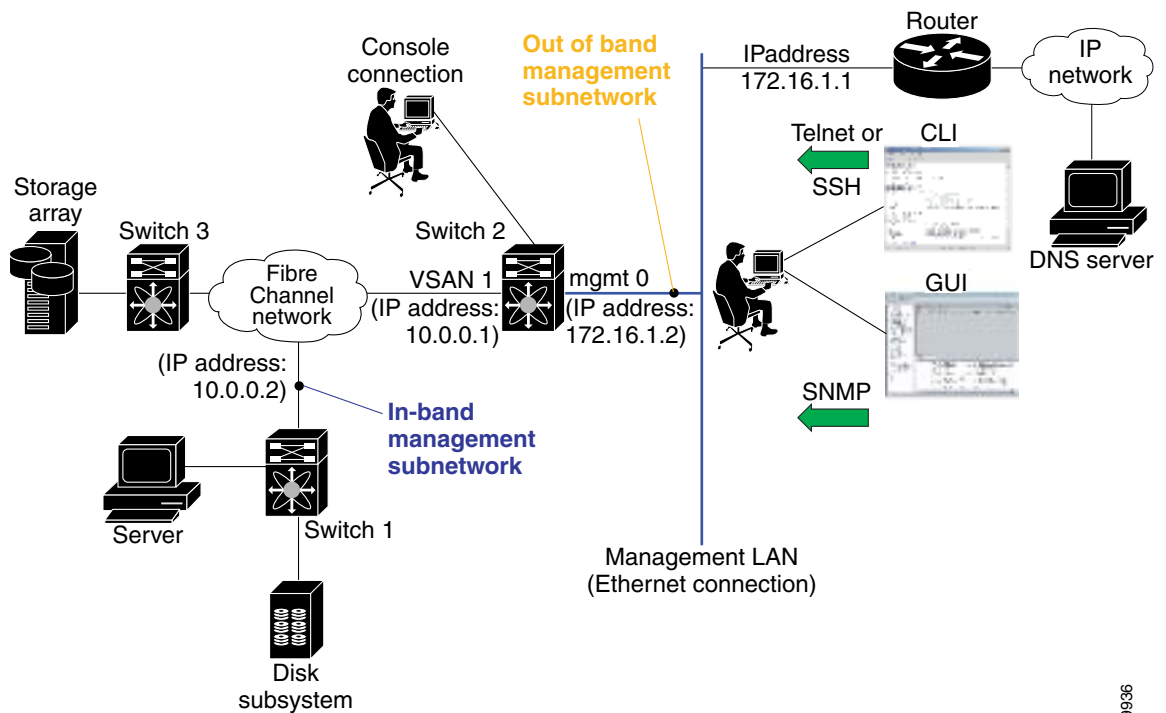 Router
Console
connection
Out of band
management
subnetwork
IPaddress
172.16.1.1
IP
network
Telnet or
SSH
CLI
Storage
array
Switch 3
Switch 2
DNS server
Fibre
Channel
network
VSAN 1
(IP address:
10.0.0.1)
mgmt 0
(IP address:
172.16.1.2)
GUI
(IP address:
10.0.0.2)
SNMP
In-band
management
subnetwork
Server
Switch 1
Management LAN
(Ethernet connection)
Disk
subsystem